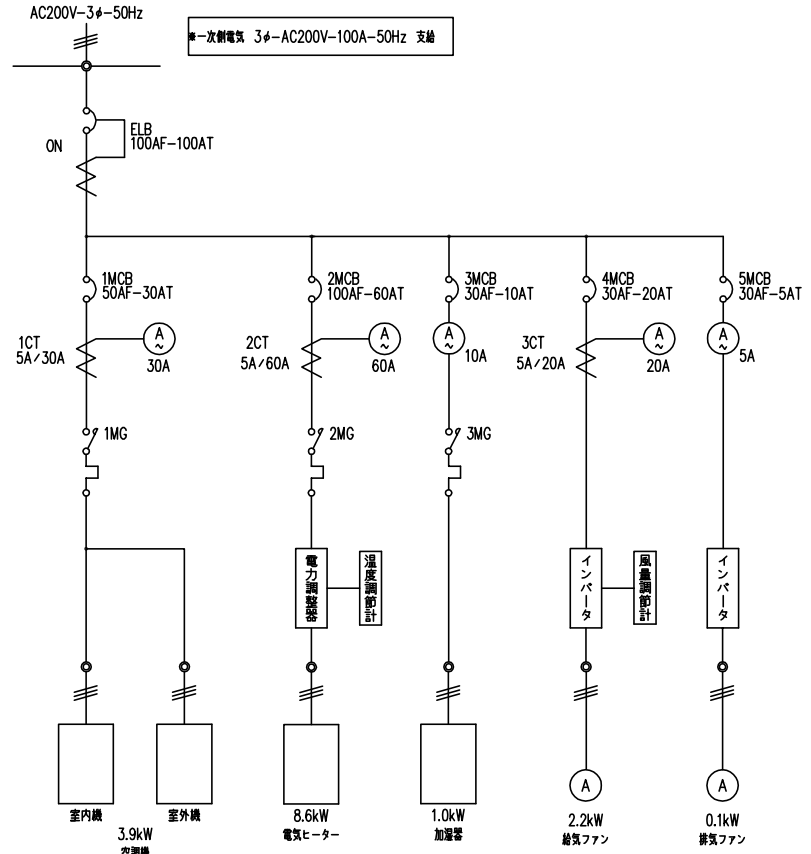 AC200V-3φ-50Hz
※一次側電気 3φ-AC200V-100A-50Hz 支給
ELB
100AF-100AT
ON
1MCB
50AF-30AT
2MCB
100AF-60AT
3MCB
30AF-10AT
4MCB
30AF-20AT
5MCB
30AF-5AT
1CT
5A/30A
A
~
30A
2CT
5A/60A
A
~
60A
A
~
10A
3CT
5A/20A
A
~
20A
A
~
5A
1MG
2MG
3MG
電力調整器
温度調節計
インバータ
風量調節計
インバータ
A
A
室内機
室外機
3.9kW
空調機
8.6kW
電気ヒーター
1.0kW
加湿器
2.2kW
給気ファン
0.1kW
排気ファン